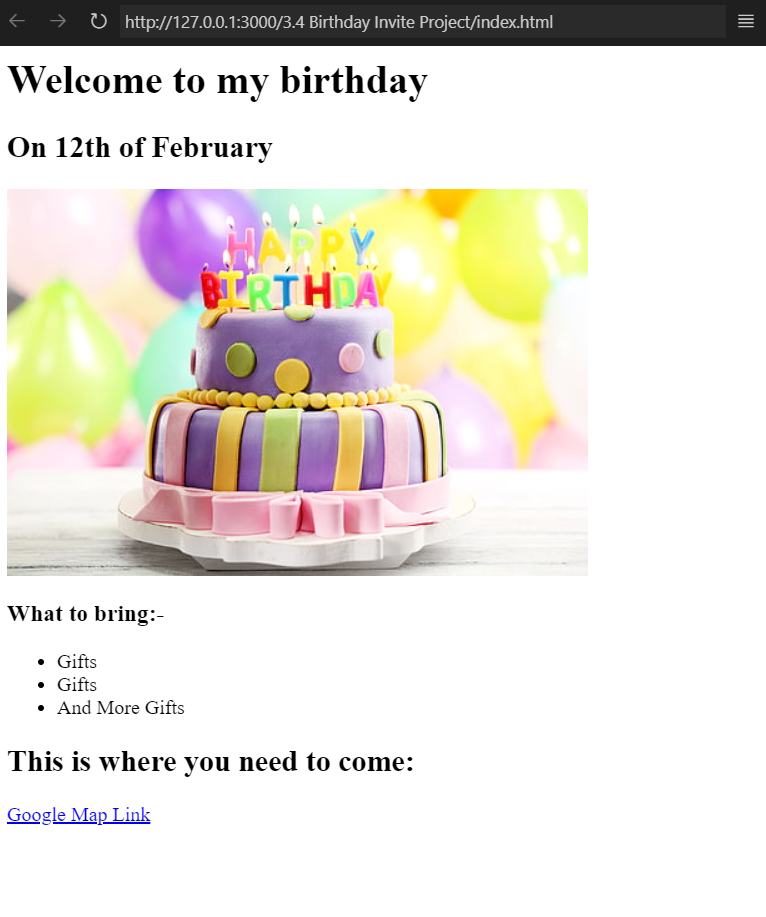 http://127.0.0.1:3000/3.4 Birthday Invite Project/index.html
Welcome to my birthday
On 12th of February
HAPPY
BIRTHDAY
What to bring:-
Gifts
Gifts
And More Gifts
This is where you need to come:
Google Map Link